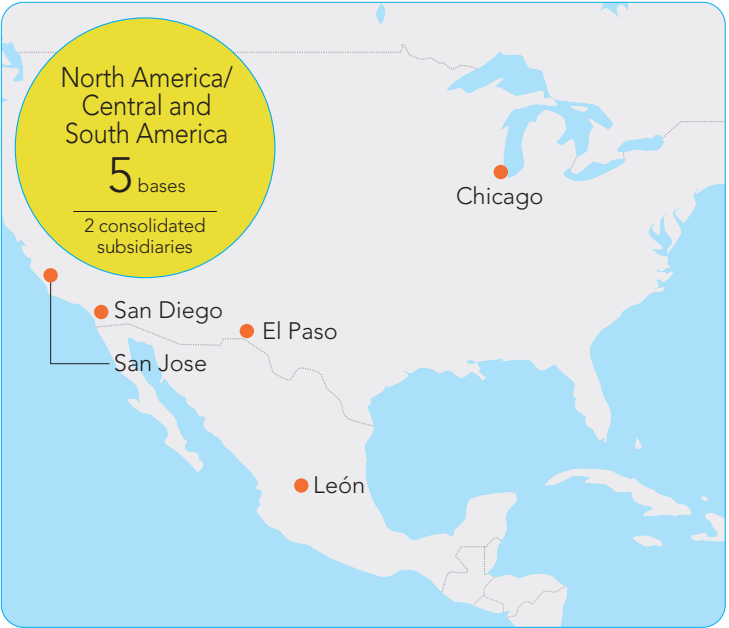 North America/
Central and
South America
5 bases
2 consolidated
subsidiaries
Chicago
San Diego
El Paso
San Jose
León